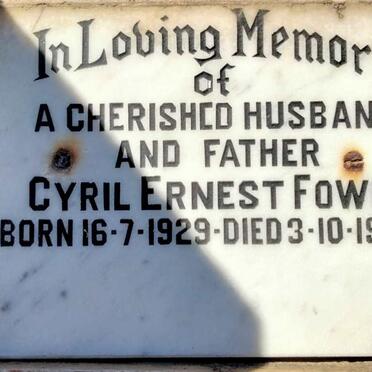 In Loving Memor
of
A CHERISHED HUSBAN
AND FATHER
CYRIL ERNEST FOW
BORN 16-7-1929-DIED 3-10-19